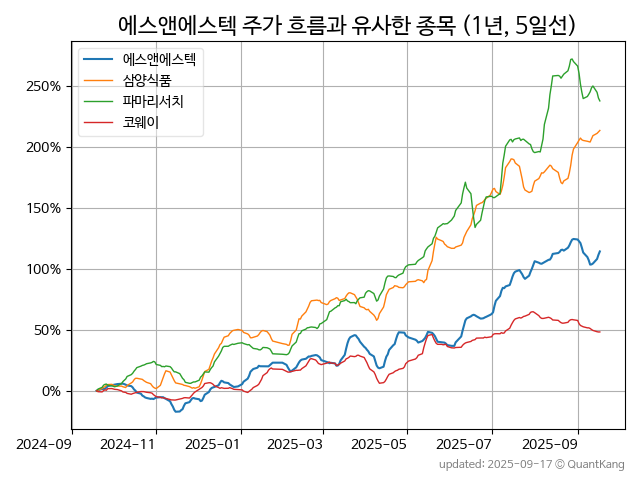 에스앤에스텍 주가 흐름과 유사한 종목 (1년, 5일선)
에스앤에스텍
삼양식품
파마리서치
코웨이
250%
200%
150%
100%
50%
0%
2024-09 2024-11 2025-01 2025-03 2025-05 2025-07 2025-09
updated: 2025-09-17 © QuantKang